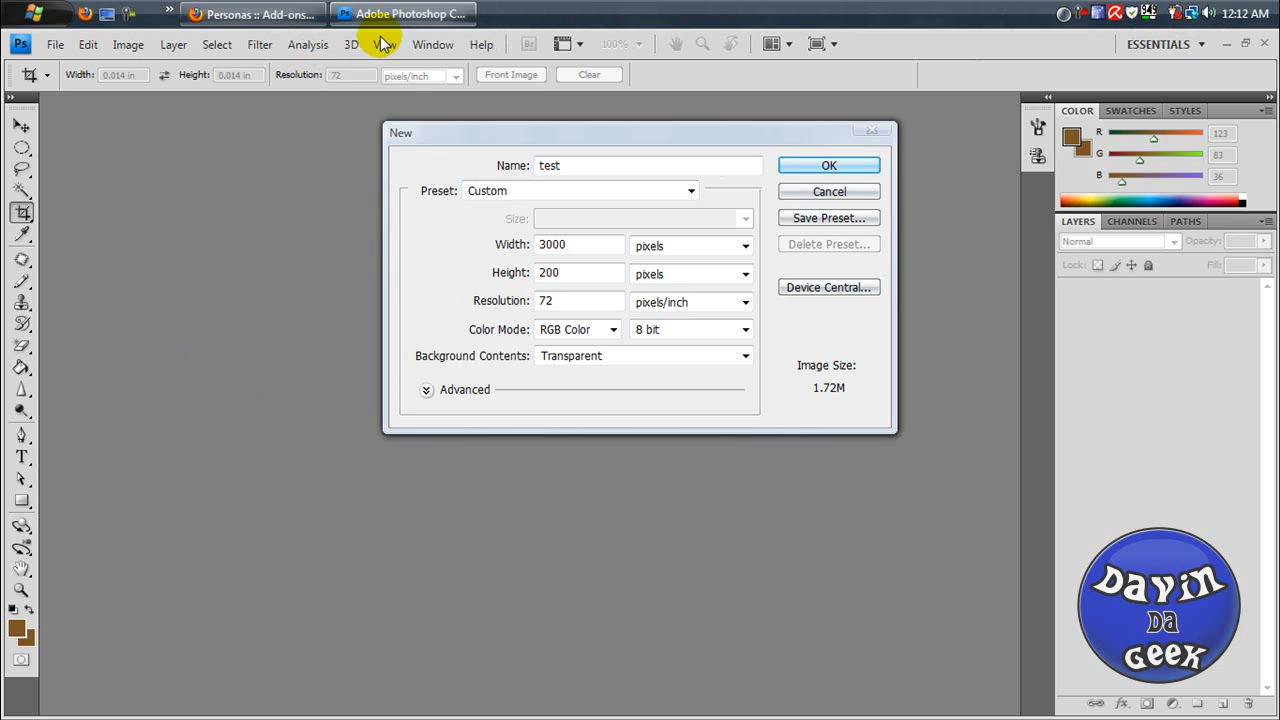 » Personas :: Add-ons... Adobe Photoshop C... 12:12 AM
Ps File Edit Image Layer Select Filter Analysis 3D View Window Help Br 100% ESSENTIALS
Width: 0.014 in Height: 0.014 in Resolution: 72 pixels/inch Front Image Clear
COLOR SWATCHES STYLES
R 123
G 83
B 36
LAYERS CHANNELS PATHS
Normal Opacity:
Lock: Fill:
New
Name: test OK
Preset: Custom Cancel
Size: Save Preset...
Width: 3000 pixels Delete Preset...
Height: 200 pixels
Device Central...
Resolution: 72 pixels/inch
Color Mode: RGB Color 8 bit
Background Contents: Transparent
Image Size:
1.72M
Advanced
T
fx
Davin
Da
Geek